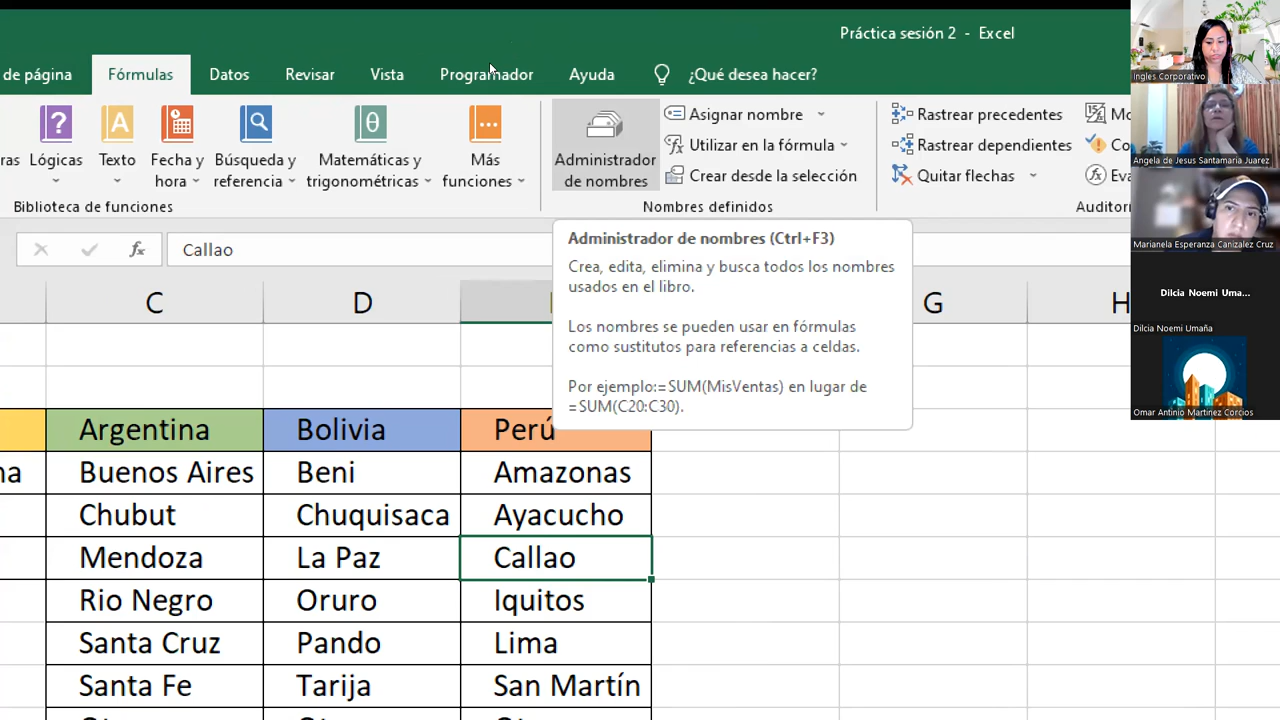 Práctica sesión 2 - Excel
de página
Fórmulas
Datos
Revisar
Vista
Programador
Ayuda
¿Qué desea hacer?
Lógicas
Texto
Fecha y
hora
Búsqueda y
referencia
Matemáticas y
trigonométricas
Más
funciones
Biblioteca de funciones
Administrador
de nombres
Asignar nombre
Utilizar en la fórmula
Crear desde la selección
Nombres definidos
Rastrear precedentes
Rastrear dependientes
Quitar flechas
fx Callao
Administrador de nombres (Ctrl+F3)
Crea, edita, elimina y busca todos los nombres
usados en el libro.
Los nombres se pueden usar en fórmulas
como sustitutos para referencias a celdas.
Por ejemplo:=SUM(MisVentas) en lugar de
=SUM(C20:C30).
C D G H
Argentina Bolivia Perú
Buenos Aires Beni Amazonas
Chubut Chuquisaca Ayacucho
Mendoza La Paz Callao
Rio Negro Oruro Iquitos
Santa Cruz Pando Lima
Santa Fe Tarija San Martín
Ingles Corporativo
Angela de Jesus Santamaria Juarez
Marianela Esperanza Canizalez Cruz
Dilcia Noemi Uma...
Dilcia Noemi Umaña
Omar Antinio Martinez Corcios